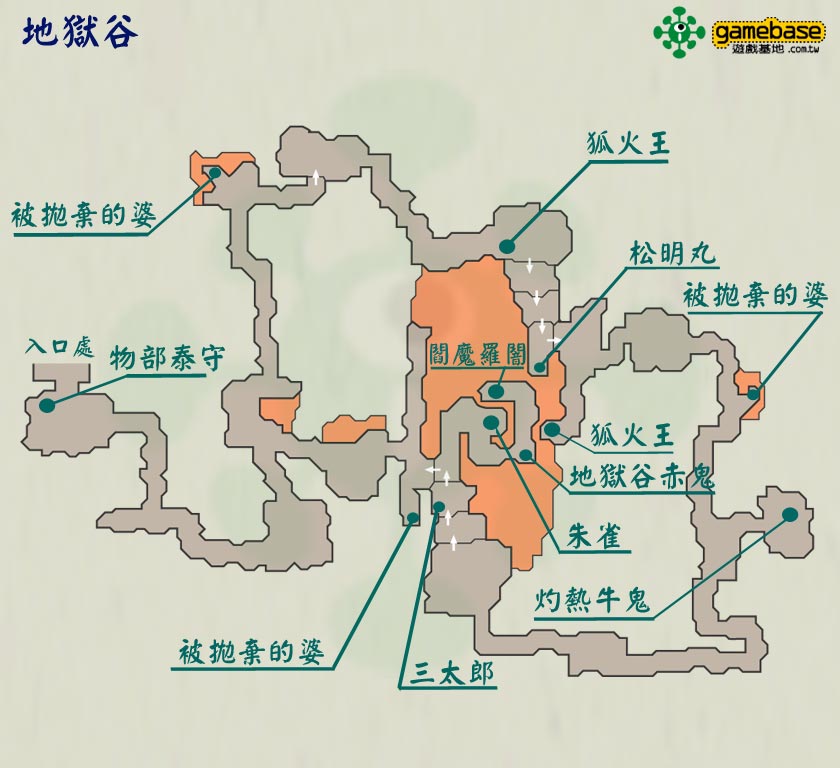 地獄谷
gamebase
遊戲基地 .com.tw
狐火王
被拋棄的婆
松明丸
被拋棄的婆
入口處
物部泰守
閻魔羅闍
狐火王
地獄谷赤鬼
朱雀
灼熱牛鬼
被拋棄的婆
三太郎